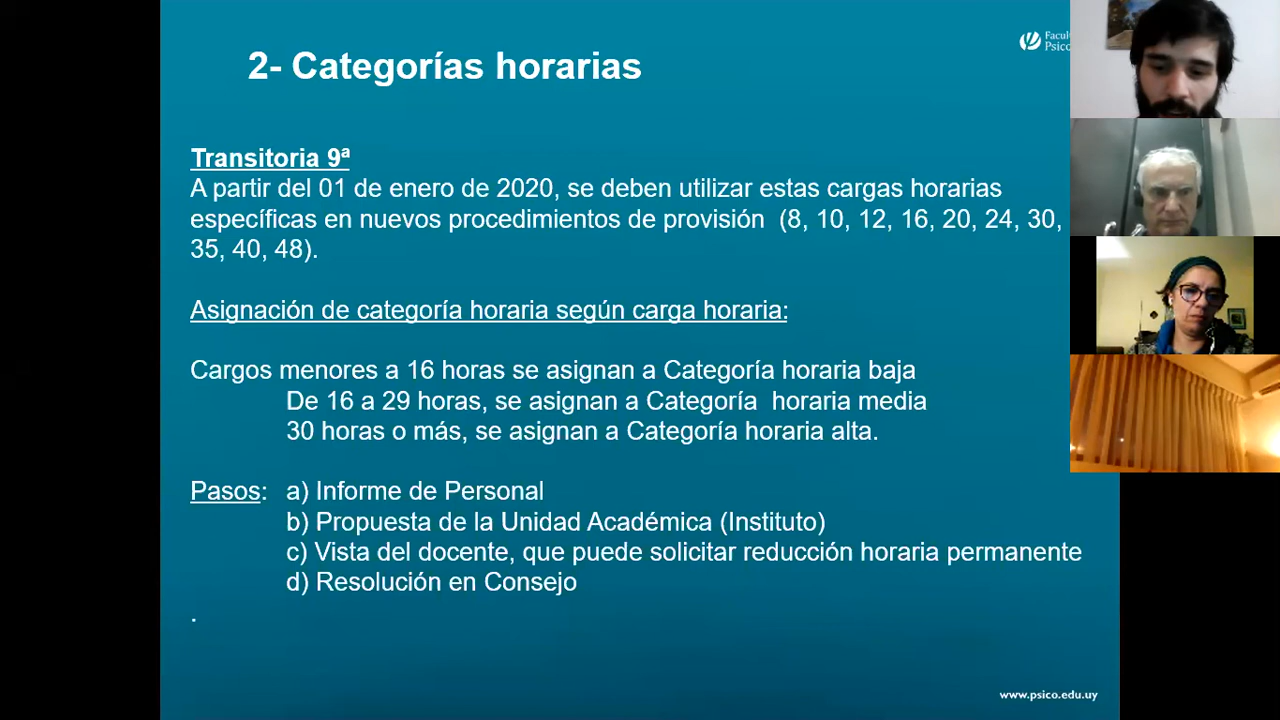 2- Categorías horarias
Transitoria 9ª
A partir del 01 de enero de 2020, se deben utilizar estas cargas horarias
específicas en nuevos procedimientos de provisión (8, 10, 12, 16, 20, 24, 30,
35, 40, 48).
Asignación de categoría horaria según carga horaria:
Cargos menores a 16 horas se asignan a Categoría horaria baja
De 16 a 29 horas, se asignan a Categoría horaria media
30 horas o más, se asignan a Categoría horaria alta.
Pasos: a) Informe de Personal
b) Propuesta de la Unidad Académica (Instituto)
c) Vista del docente, que puede solicitar reducción horaria permanente
d) Resolución en Consejo
.
www.psico.edu.uy